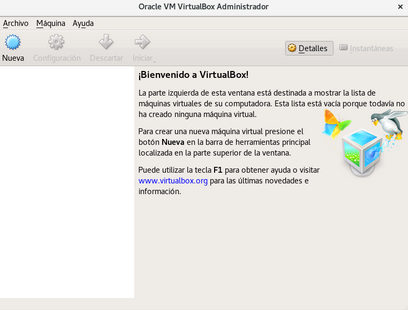 Oracle VM VirtualBox Administrador
Archivo Máquina Ayuda
Nueva Configuración Descartar Iniciar
Detalles Instantáneas
¡Bienvenido a VirtualBox!
La parte izquierda de esta ventana está destinada a mostrar la lista de
máquinas virtuales de su computadora. Esta lista está vacía porque todavía no
ha creado ninguna máquina virtual.
Para crear una nueva máquina virtual presione el
botón Nueva en la barra de herramientas principal
localizada en la parte superior de la ventana.
Puede utilizar la tecla F1 para obtener ayuda o visitar
www.virtualbox.org para las últimas novedades e
información.